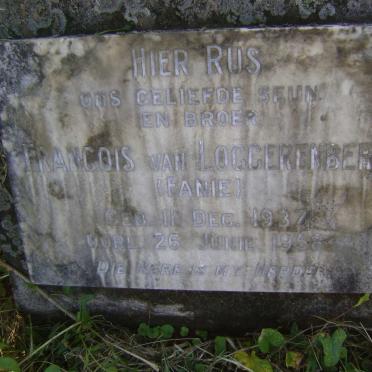 HIER RUS
ONS GELIEFDE SEUN
EN BROER
FRANCOIS VAN LOGGERENBERG
(FANIE)
GEB. 11 DEC. 1937
OORL. 26 JUNIE
DIE HERE IS MY HERDER